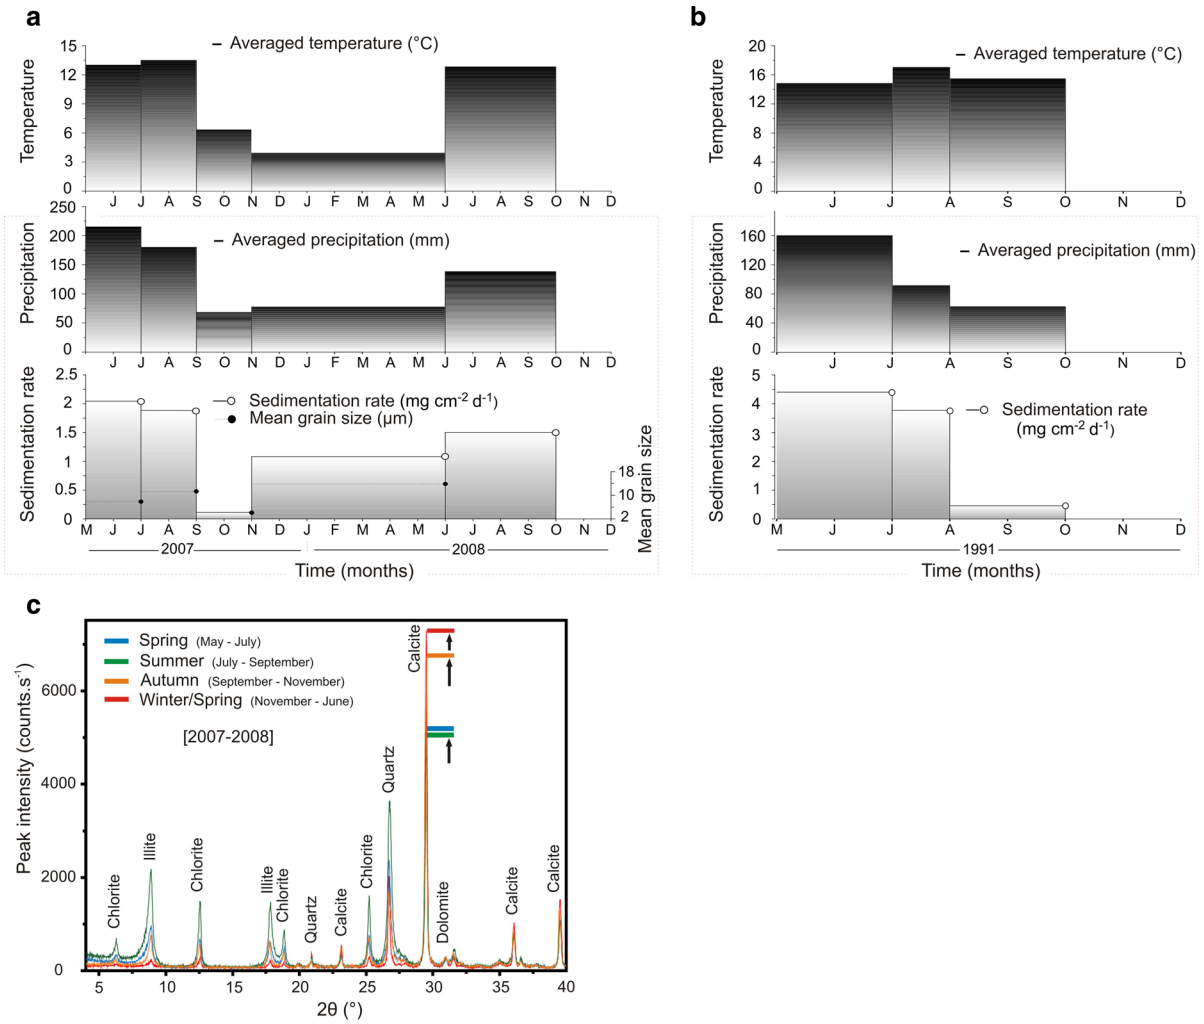 a
– Averaged temperature (°C)
Temperature
15
12
9
6
3
0
J J A S O N D J F M A M J J A S O N D
– Averaged precipitation (mm)
Precipitation
250
200
150
100
50
0
J J A S O N D J F M A M J J A S O N D
Sedimentation rate (mg cm-2 d-1)
Mean grain size (µm)
Sedimentation rate
2.5
2
1.5
1
0.5
0
Mean grain size
18
10
2
M J J A S O N D J F M A M J J A S O N D
2007 2008
Time (months)
b
– Averaged temperature (°C)
Temperature
20
16
12
8
4
0
J J A S O N D
– Averaged precipitation (mm)
Precipitation
160
120
80
40
0
J J A S O N D
Sedimentation rate
(mg cm-2 d-1)
Sedimentation rate
5
4
3
2
1
0
M J J A S O N D
1991
Time (months)
c
Spring (May - July)
Summer (July - September)
Autumn (September - November)
Winter/Spring (November - June)
[2007-2008]
Peak intensity (counts.s-1)
6000
4000
2000
0
Chlorite
Illite
Chlorite
Illite
Chlorite
Quartz
Calcite
Chlorite
Quartz
Calcite
Dolomite
Calcite
Calcite
5 10 15 20 25 30 35 40
2θ (°)